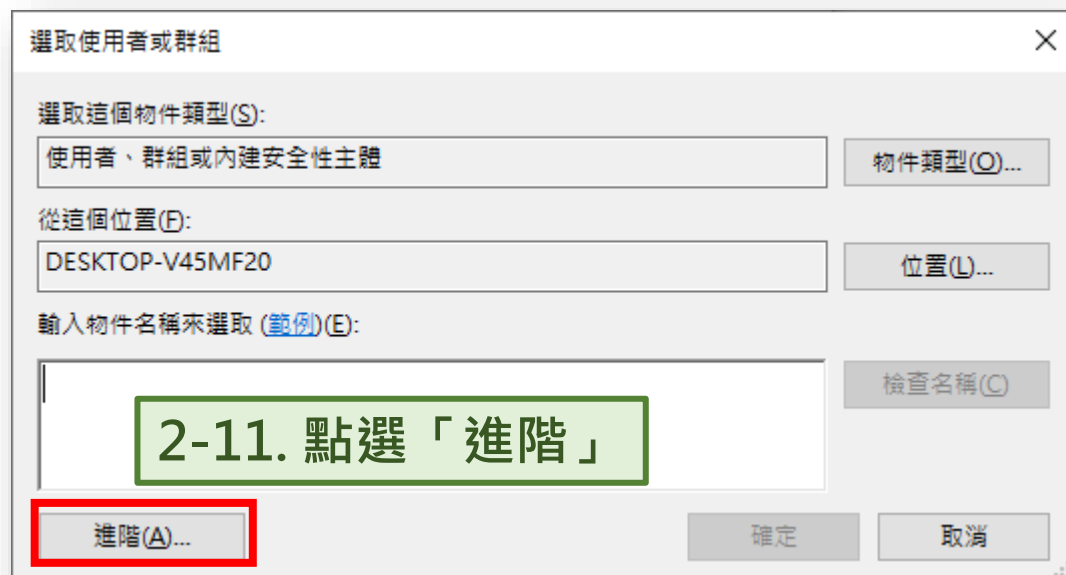 選取使用者或群組
選取這個物件類型(S):
使用者、群組或內建安全性主體
物件類型(O)...
從這個位置(F):
DESKTOP-V45MF20
位置(L)...
輸入物件名稱來選取 (範例)(E):
檢查名稱(C)
2-11. 點選「進階」
進階(A)...
確定
取消